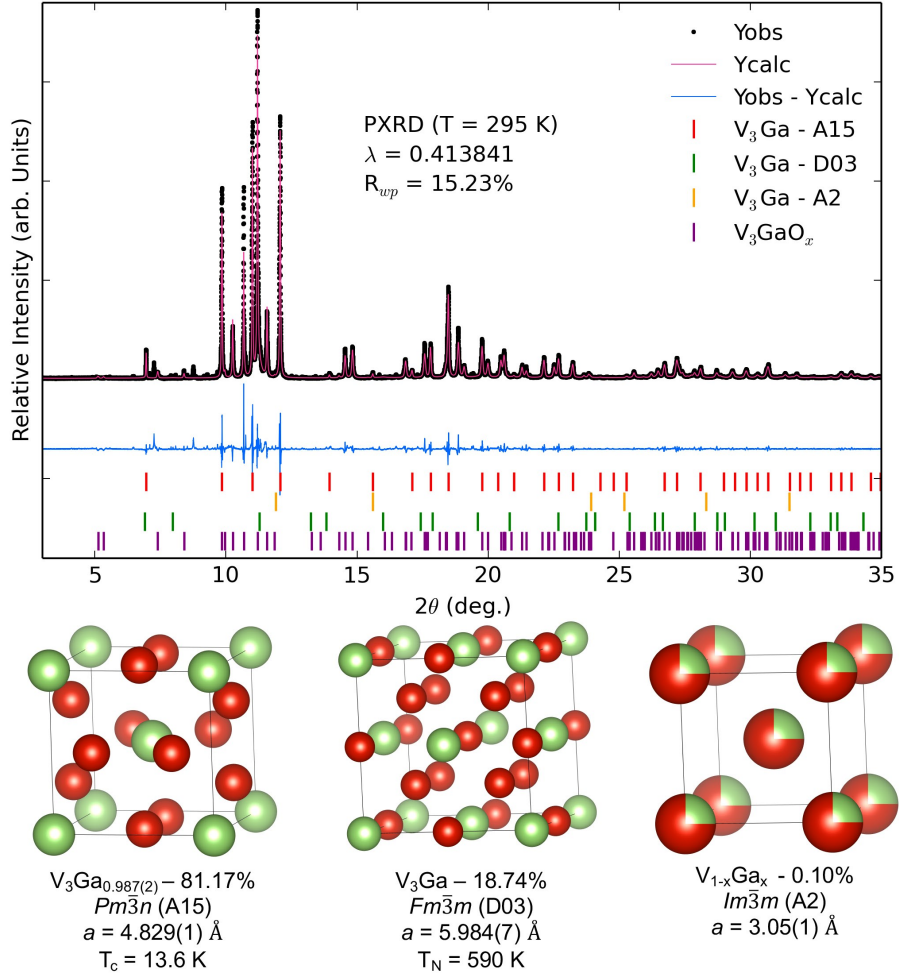 Relative Intensity (arb. Units)
Yobs
Ycalc
Yobs - Ycalc
V₃Ga - A15
V₃Ga - D03
V₃Ga - A2
V₃GaOₓ
PXRD (T = 295 K)
λ = 0.413841
R_wp = 15.23%
5 10 15 20 25 30 35
2θ (deg.)
V₃Ga₀.₉₈₇₍₂₎ – 81.17%
Pm3̅n (A15)
a = 4.829(1) Å
T_c = 13.6 K
V₃Ga – 18.74%
Fm3̅m (D03)
a = 5.984(7) Å
T_N = 590 K
V₁₋ₓGaₓ - 0.10%
Im3̅m (A2)
a = 3.05(1) Å